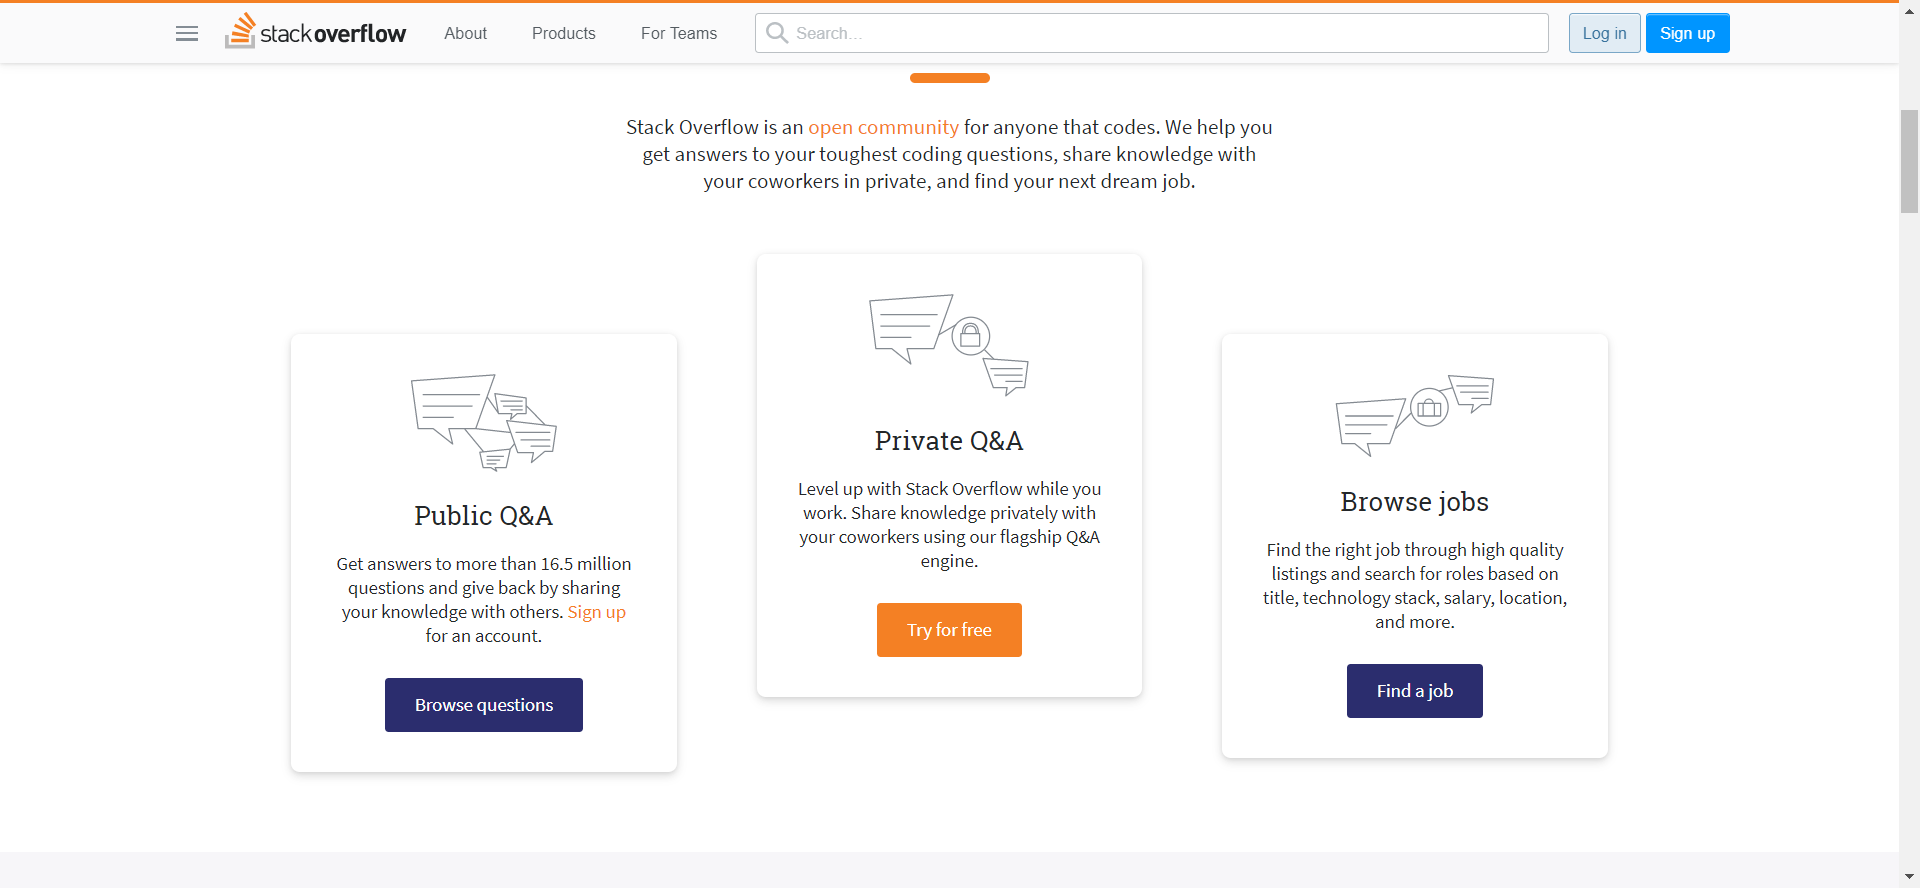 stackoverflow
About
Products
For Teams
Search…
Log in
Sign up
Stack Overflow is an open community for anyone that codes. We help you
get answers to your toughest coding questions, share knowledge with
your coworkers in private, and find your next dream job.
Public Q&A
Get answers to more than 16.5 million
questions and give back by sharing
your knowledge with others. Sign up
for an account.
Browse questions
Private Q&A
Level up with Stack Overflow while you
work. Share knowledge privately with
your coworkers using our flagship Q&A
engine.
Try for free
Browse jobs
Find the right job through high quality
listings and search for roles based on
title, technology stack, salary, location,
and more.
Find a job